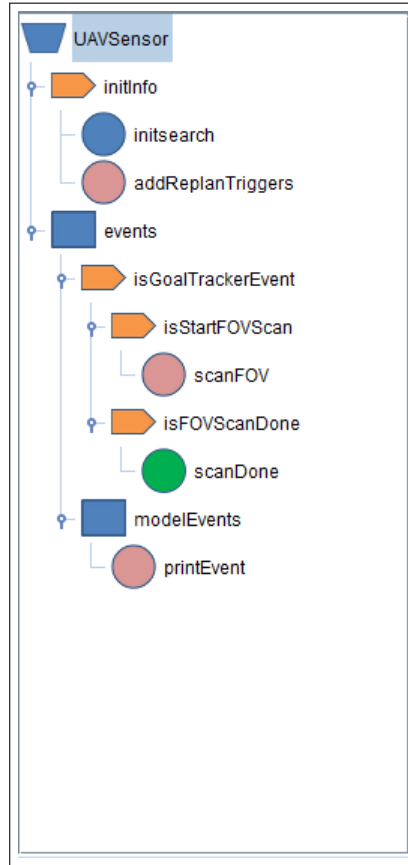 UAVSensor
initInfo
initsearch
addReplanTriggers
events
isGoalTrackerEvent
isStartFOVScan
scanFOV
isFOVScanDone
scanDone
modelEvents
printEvent